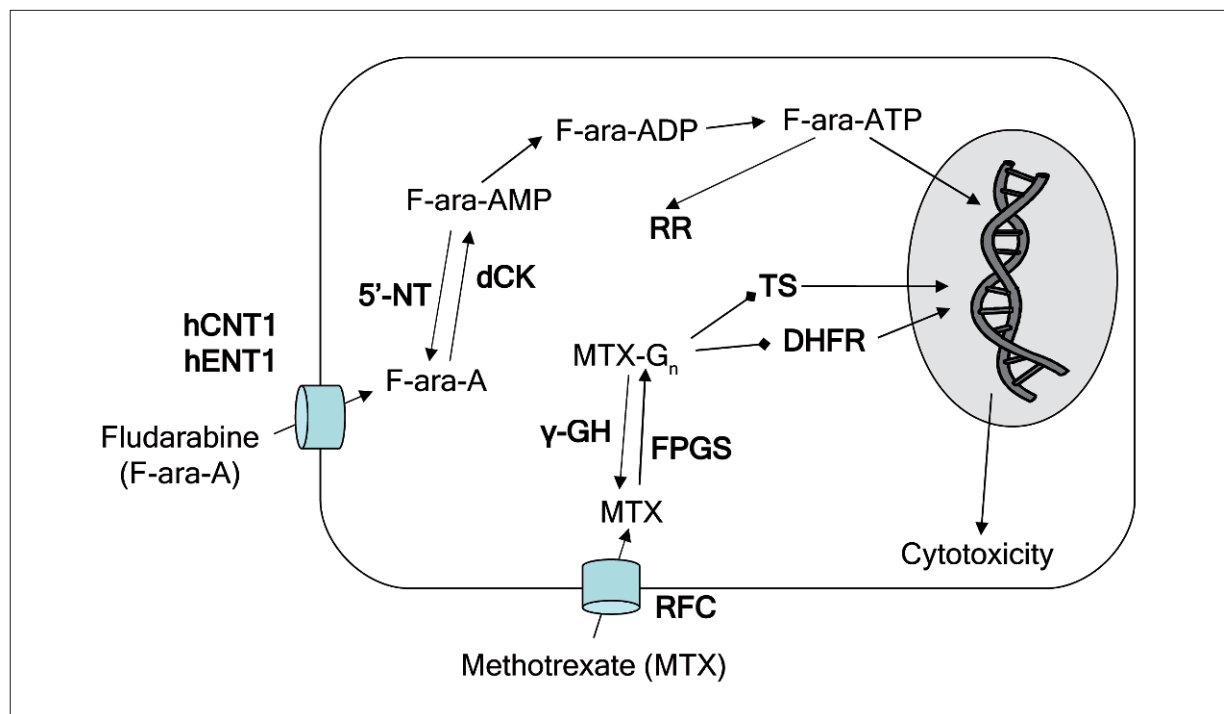 F-ara-ADP
F-ara-ATP
F-ara-AMP
RR
5’-NT
dCK
TS
hCNT1
hENT1
MTX-Gn
DHFR
F-ara-A
Fludarabine
(F-ara-A)
γ-GH
FPGS
MTX
Cytotoxicity
RFC
Methotrexate (MTX)